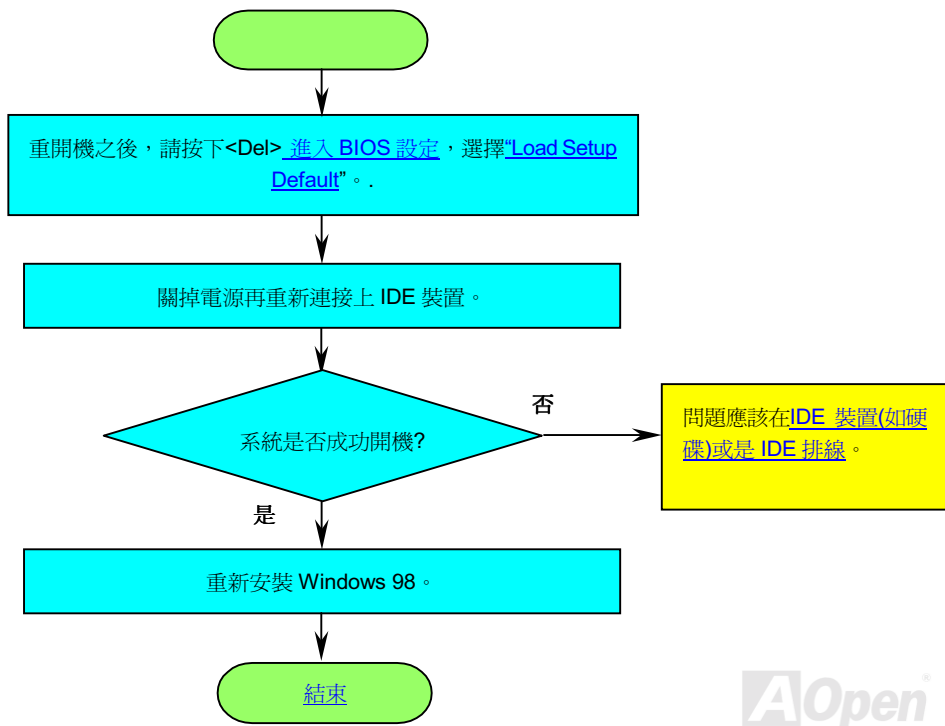 重開機之後，請按下<Del> 進入 BIOS 設定，選擇“Load Setup
Default”。.
關掉電源再重新連接上 IDE 裝置。
系統是否成功開機?
否
問題應該在IDE 裝置(如硬
碟)或是 IDE 排線。
是
重新安裝 Windows 98。
結束
AOpen®